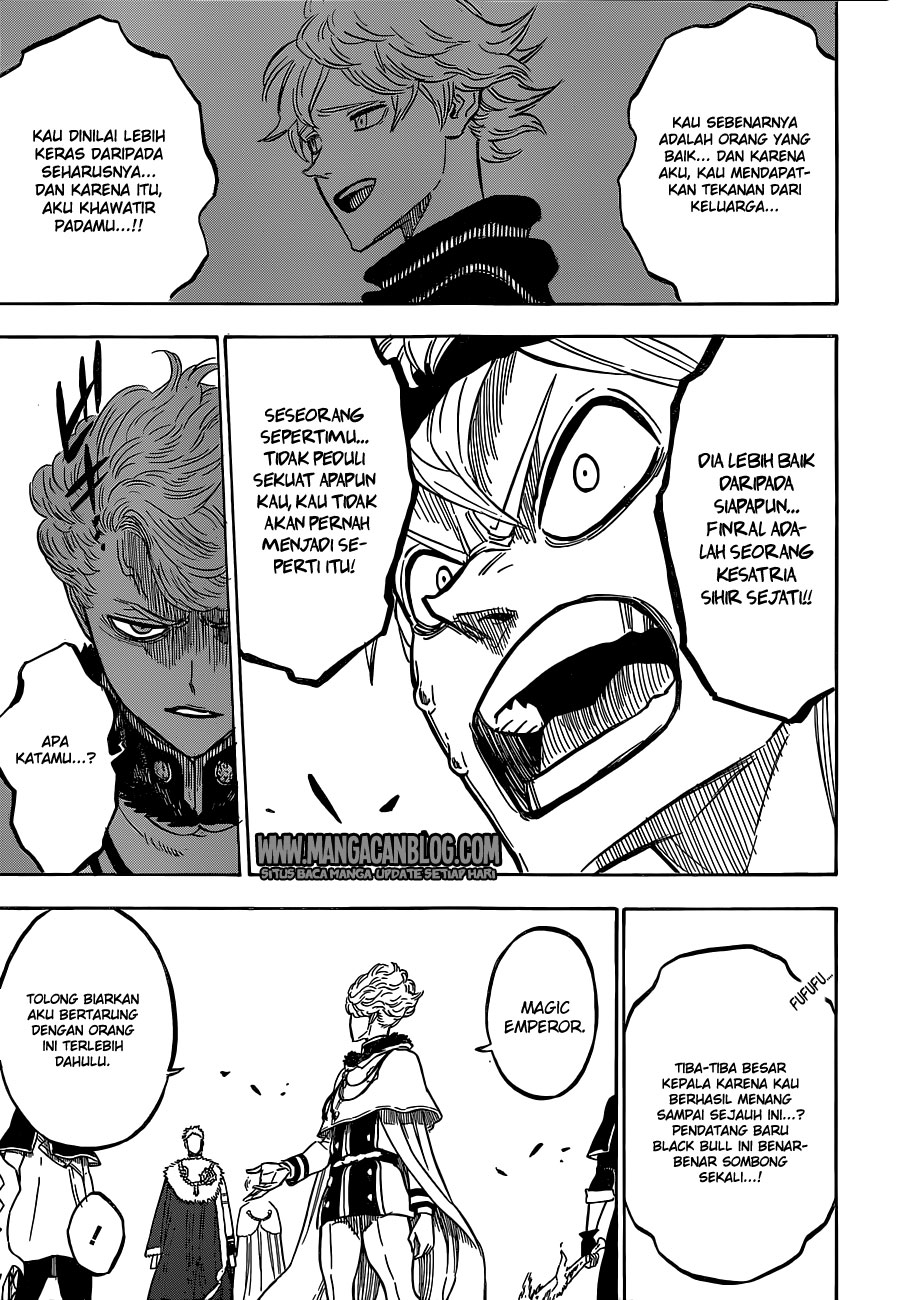 KAU SEBENARNYA
ADALAH ORANG YANG
BAIK... DAN KARENA
AKU, KAU MENDAPAT-
KAN TEKANAN DARI
KELUARGA...
KAU DINILAI LEBIH
KERAS DARIPADA
SEHARUSNYA...
DAN KARENA ITU,
AKU KHAWATIR
PADAMU...!!
DIA LEBIH BAIK
DARIPADA
SIAPAPUN...
FINRAL ADA-
LAH SEORANG
KESATRIA
SIHIR SEJATI!!
SESEORANG
SEPERTIMU...
TIDAK PEDULI
SEKUAT APAPUN
KAU, KAU TIDAK
AKAN PERNAH
MENJADI SE-
PERTI ITU!
APA
KATAMU...?
WWW.MANGACANBLOG.COM
SITUS BACA MANGA UPDATE SETIAP HARI
FUFUFU...
TIBA-TIBA BESAR
KEPALA KARENA KAU
BERHASIL MENANG
SAMPAI SEJAUH INI...?
PENDATANG BARU
BLACK BULL INI BENAR-
BENAR SOMBONG
SEKALI...!
MAGIC
EMPEROR.
TOLONG BIARKAN
AKU BERTARUNG
DENGAN ORANG
INI TERLEBIH
DAHULU.
!